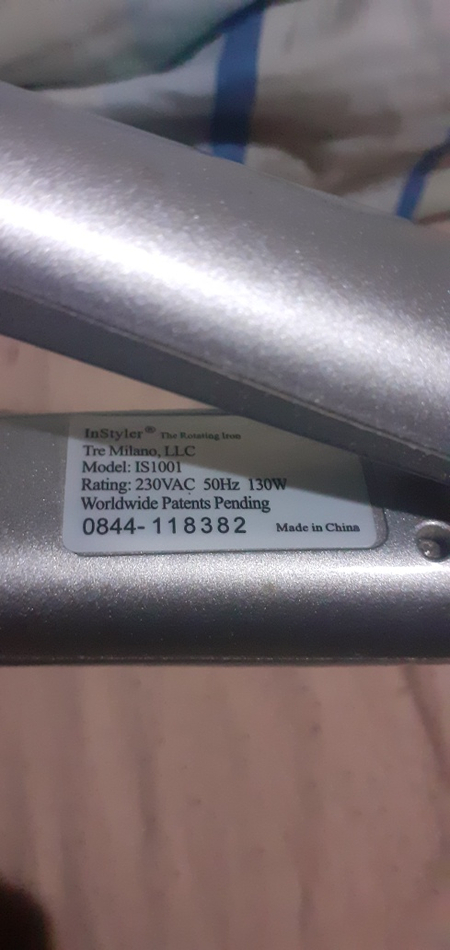 InStyler® The Rotating Iron
Tre Milano, LLC
Model: IS1001
Rating: 230VAC 50Hz 130W
Worldwide Patents Pending
0844-118382 Made in China